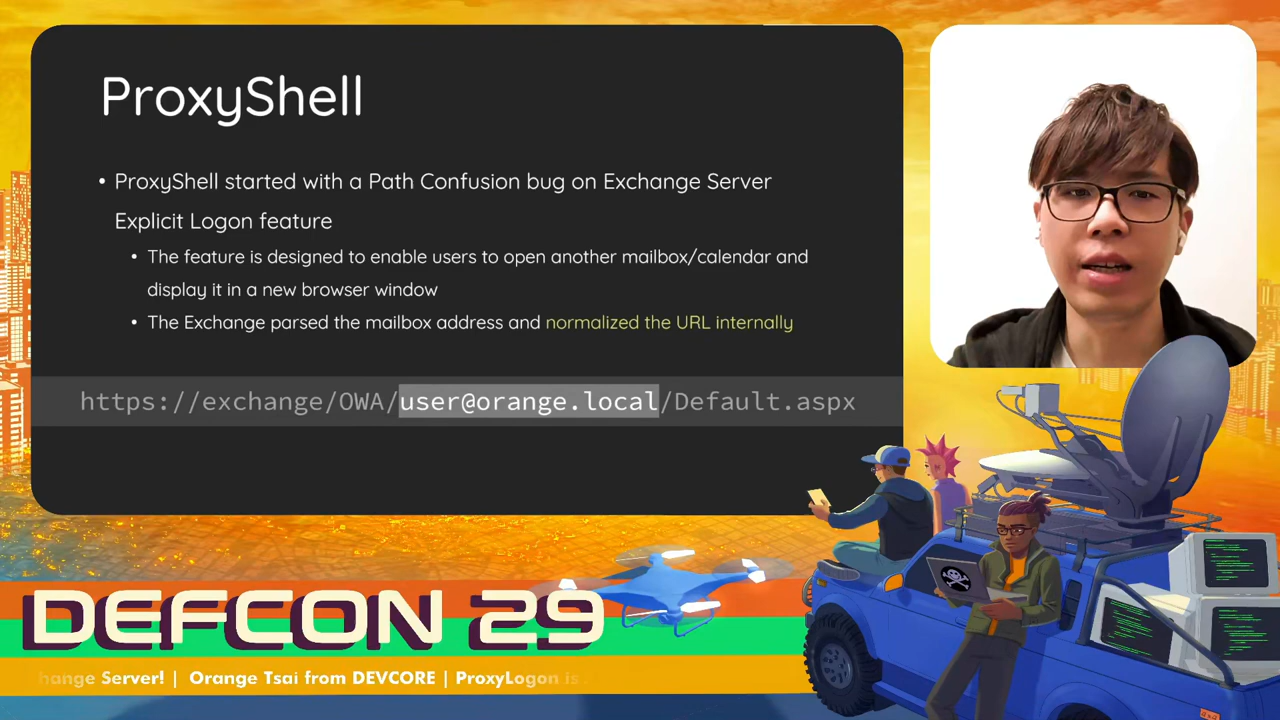 ProxyShell
• ProxyShell started with a Path Confusion bug on Exchange Server
Explicit Logon feature
• The feature is designed to enable users to open another mailbox/calendar and
display it in a new browser window
• The Exchange parsed the mailbox address and normalized the URL internally
https://exchange/OWA/user@orange.local/Default.aspx
DEFCON 29
hange Server! | Orange Tsai from DEVCORE | ProxyLogon is